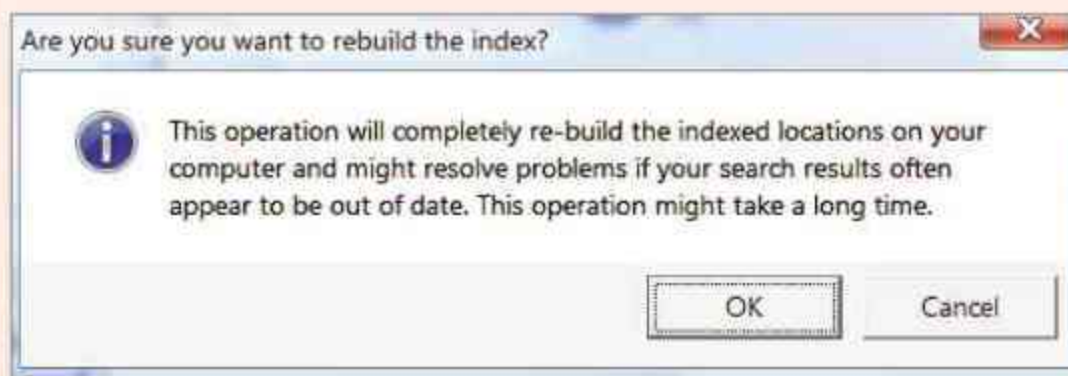 Are you sure you want to rebuild the index?
This operation will completely re-build the indexed locations on your
computer and might resolve problems if your search results often
appear to be out of date. This operation might take a long time.
OK
Cancel